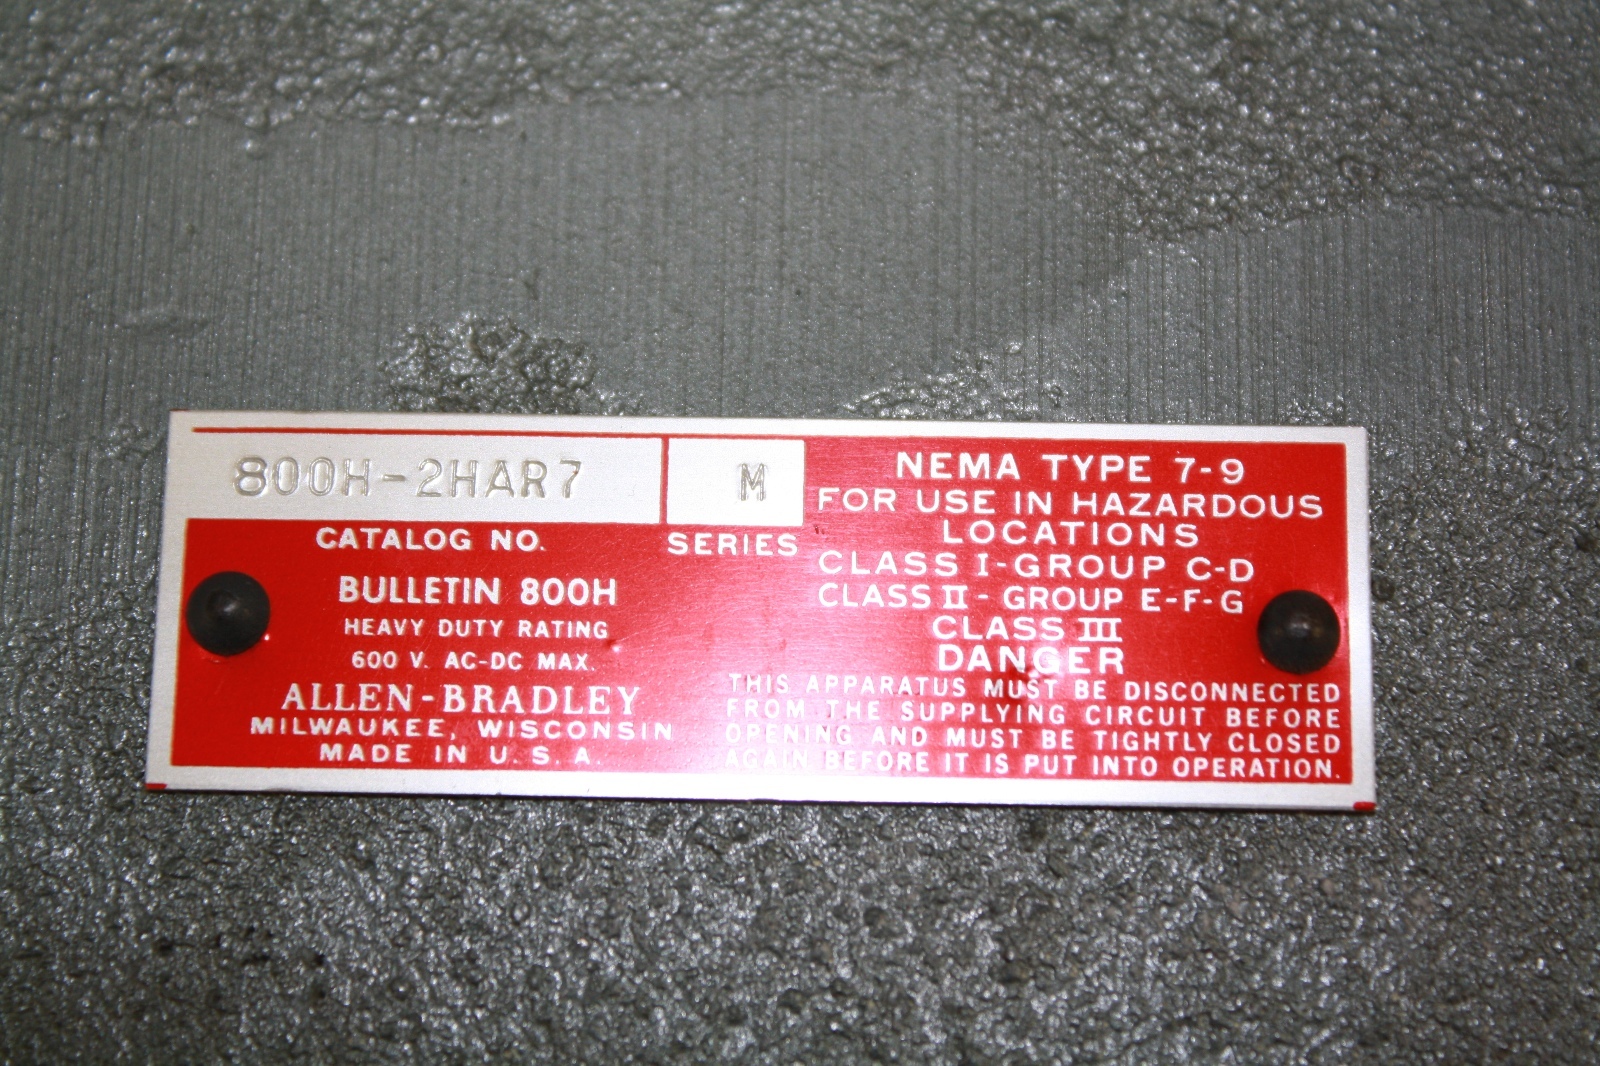 800H-2HAR7
CATALOG NO.
M
SERIES
BULLETIN 800H
HEAVY DUTY RATING
600 V. AC-DC MAX.
ALLEN-BRADLEY
MILWAUKEE, WISCONSIN
MADE IN U.S.A.
NEMA TYPE 7-9
FOR USE IN HAZARDOUS
LOCATIONS
CLASS I-GROUP C-D
CLASS II - GROUP E-F-G
CLASS III
DANGER
THIS APPARATUS MUST BE DISCONNECTED
FROM THE SUPPLYING CIRCUIT BEFORE
OPENING AND MUST BE TIGHTLY CLOSED
AGAIN BEFORE IT IS PUT INTO OPERATION.